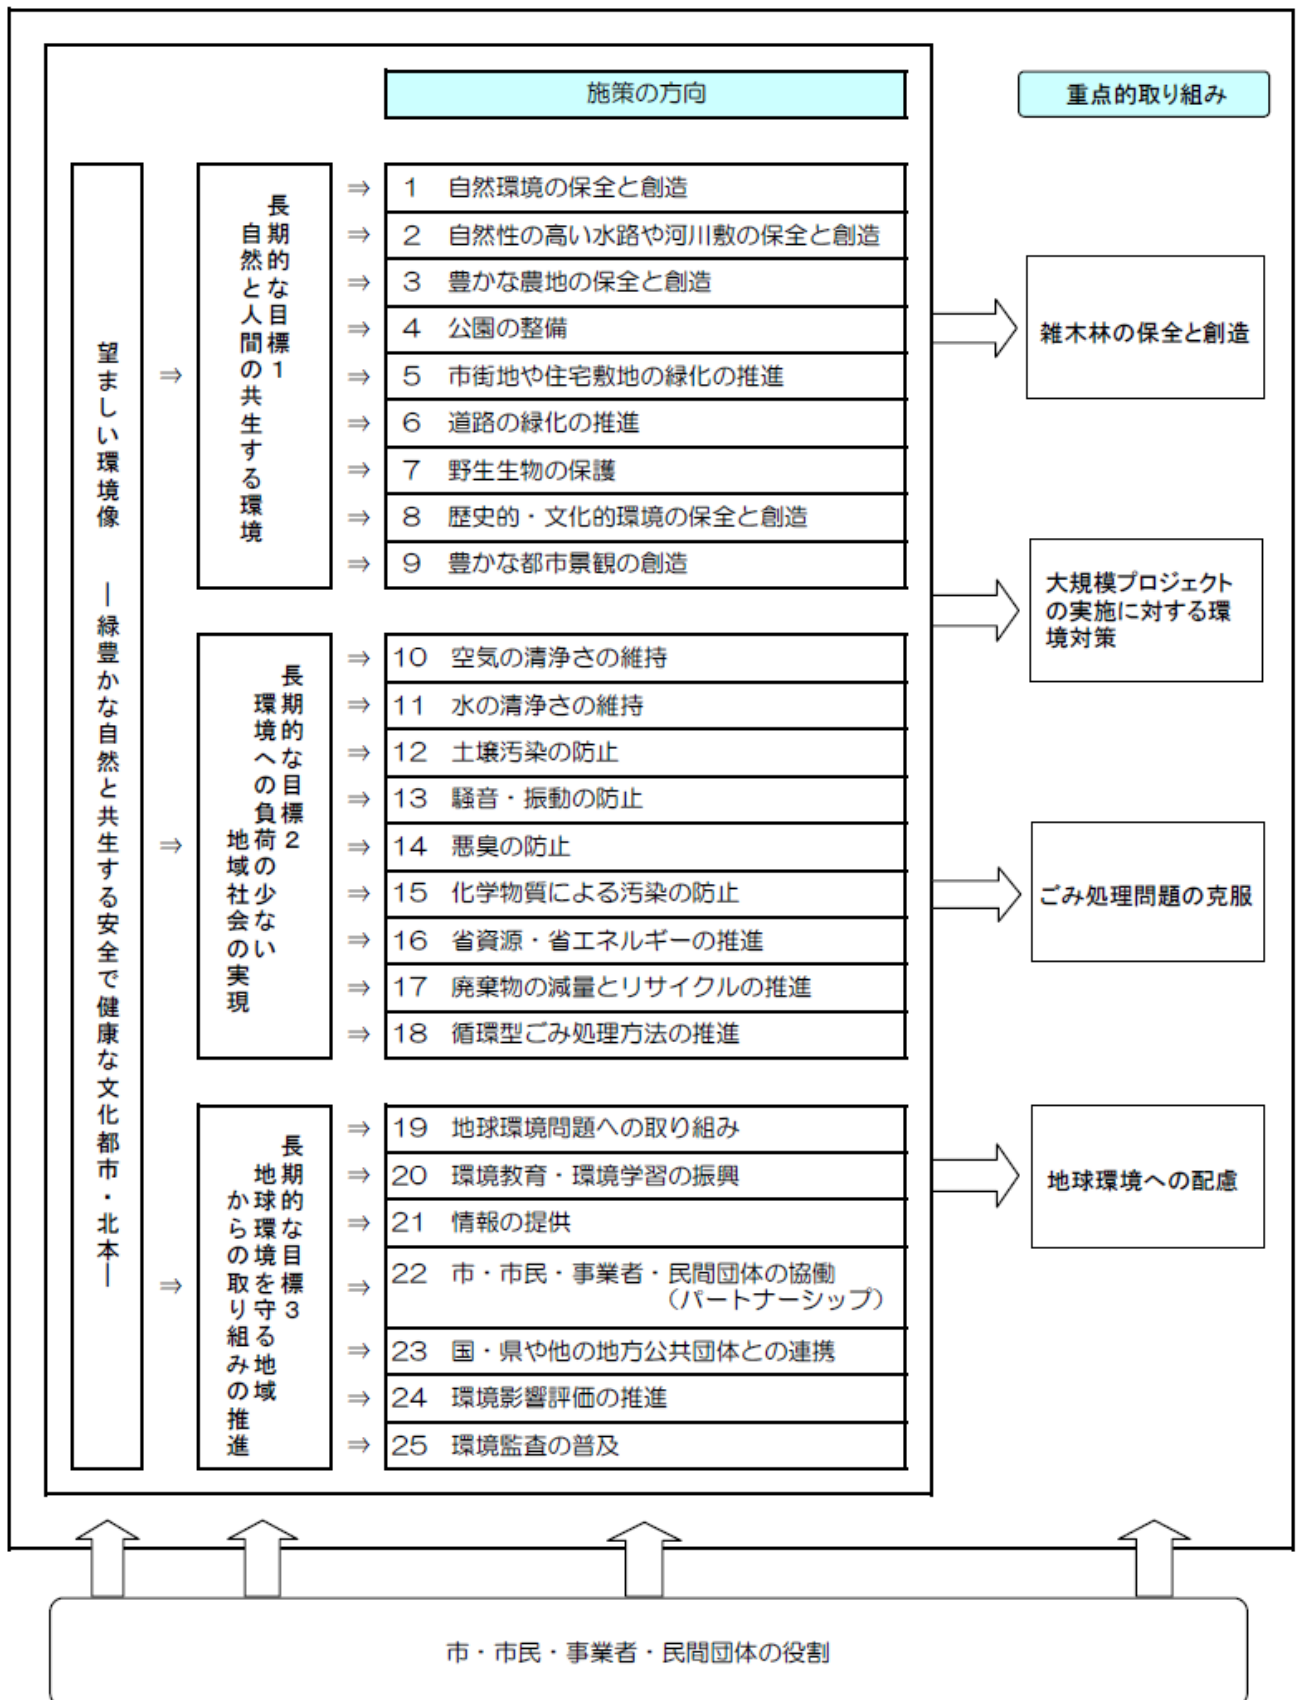 施策の方向
重点的取り組み
望ましい環境像　―緑豊かな自然と共生する安全で健康な文化都市・北本―
⇒
長期的な目標1
自然と人間の共生する環境
⇒ 1 自然環境の保全と創造
⇒ 2 自然性の高い水路や河川敷の保全と創造
⇒ 3 豊かな農地の保全と創造
⇒ 4 公園の整備
⇒ 5 市街地や住宅敷地の緑化の推進
⇒ 6 道路の緑化の推進
⇒ 7 野生生物の保護
⇒ 8 歴史的・文化的環境の保全と創造
⇒ 9 豊かな都市景観の創造
⇒
長期的な目標2
環境への負荷の少ない
地域社会の実現
⇒ 10 空気の清浄さの維持
⇒ 11 水の清浄さの維持
⇒ 12 土壌汚染の防止
⇒ 13 騒音・振動の防止
⇒ 14 悪臭の防止
⇒ 15 化学物質による汚染の防止
⇒ 16 省資源・省エネルギーの推進
⇒ 17 廃棄物の減量とリサイクルの推進
⇒ 18 循環型ごみ処理方法の推進
⇒
長期的な目標3
地球環境を守る地域
からの取り組みの推進
⇒ 19 地球環境問題への取り組み
⇒ 20 環境教育・環境学習の振興
⇒ 21 情報の提供
⇒ 22 市・市民・事業者・民間団体の協働
（パートナーシップ）
⇒ 23 国・県や他の地方公共団体との連携
⇒ 24 環境影響評価の推進
⇒ 25 環境監査の普及
雑木林の保全と創造
大規模プロジェクト
の実施に対する環
境対策
ごみ処理問題の克服
地球環境への配慮
市・市民・事業者・民間団体の役割